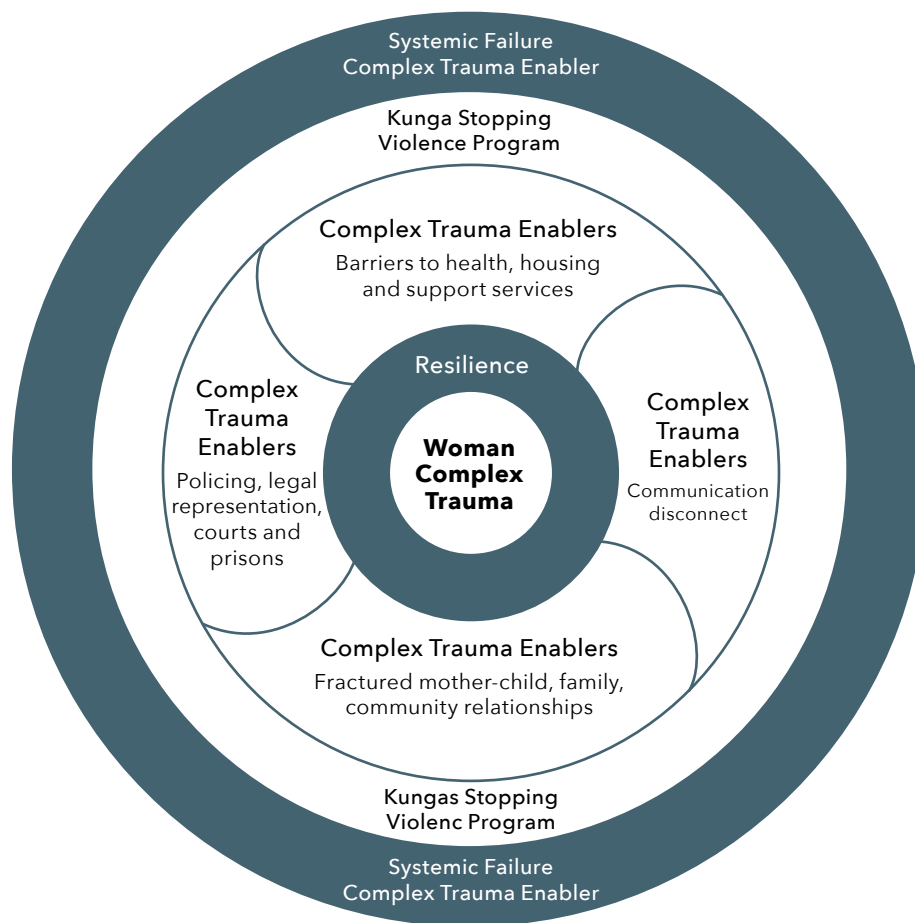 Systemic Failure
Complex Trauma Enabler
Kunga Stopping
Violence Program
Complex Trauma Enablers
Barriers to health, housing
and support services
Resilience
Woman
Complex
Trauma
Complex
Trauma
Enablers
Policing, legal
representation,
courts and
prisons
Complex
Trauma
Enablers
Communication
disconnect
Complex Trauma Enablers
Fractured mother-child, family,
community relationships
Kungas Stopping
Violenc Program
Systemic Failure
Complex Trauma Enabler